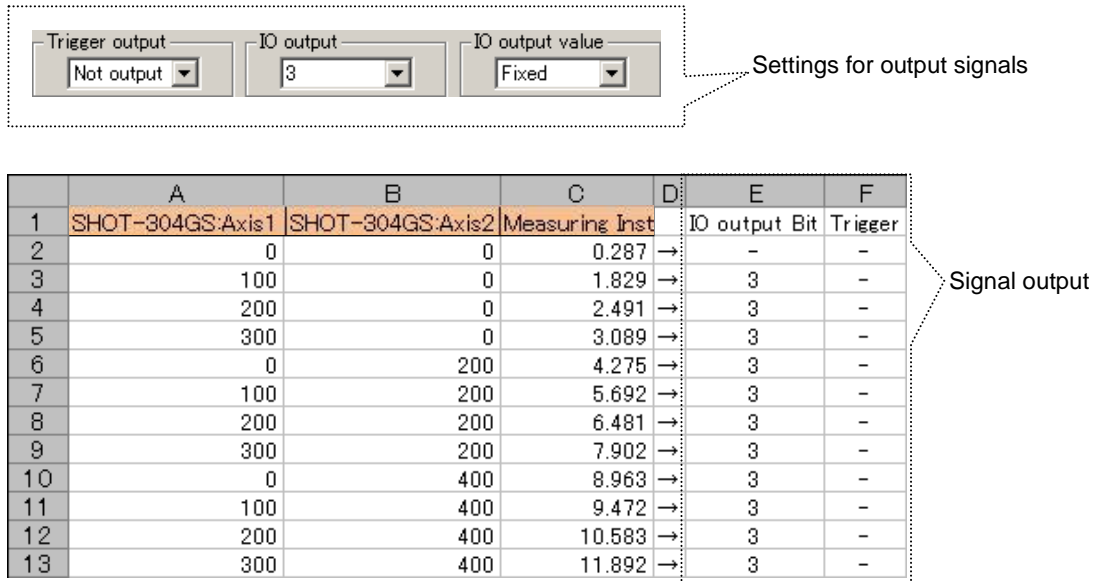 Trigger output IO output IO output value
Not output 3 Fixed
Settings for output signals
A B C D E F
1 SHOT-304GS:Axis1 SHOT-304GS:Axis2 Measuring Inst IO output Bit Trigger
2 0 0 0.287 → - -
3 100 0 1.829 → 3 -
4 200 0 2.491 → 3 -
5 300 0 3.089 → 3 -
6 0 200 4.275 → 3 -
7 100 200 5.692 → 3 -
8 200 200 6.481 → 3 -
9 300 200 7.902 → 3 -
10 0 400 8.963 → 3 -
11 100 400 9.472 → 3 -
12 200 400 10.583 → 3 -
13 300 400 11.892 → 3 -
Signal output